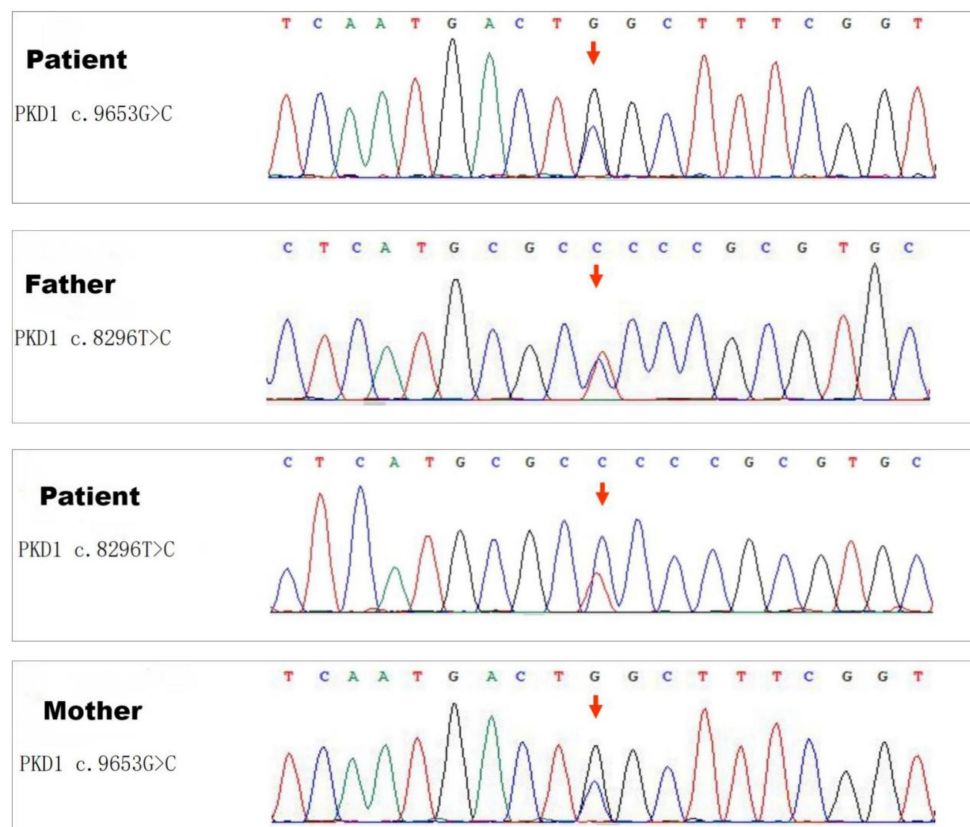 T C A A T G A C T G G C T T T C G G T
Patient
PKD1 c.9653G>C
C T C A T G C G C C C C C G C G T G C
Father
PKD1 c.8296T>C
C T C A T G C G C C C C C G C G T G C
Patient
PKD1 c.8296T>C
T C A A T G A C T G G C T T T C G G T
Mother
PKD1 c.9653G>C